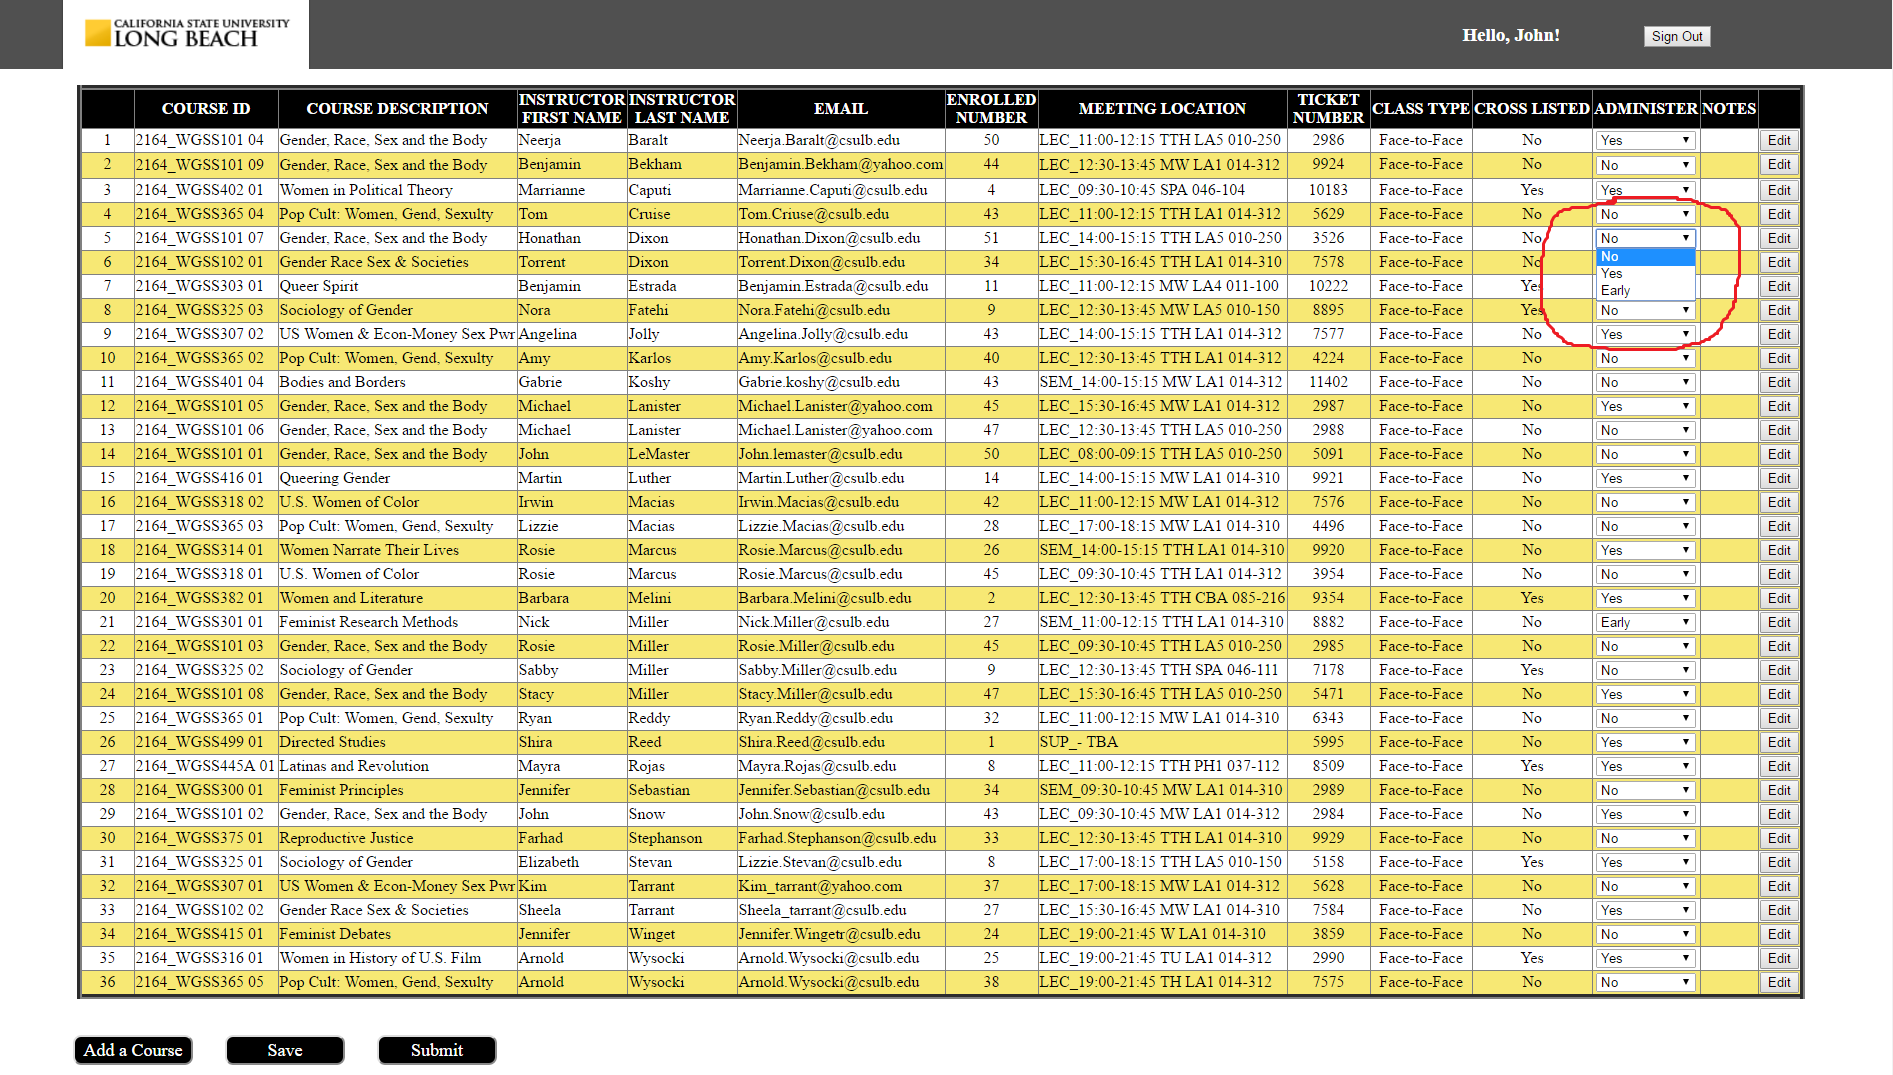 CALIFORNIA STATE UNIVERSITY
LONG BEACH
Hello, John!
Sign Out
COURSE ID COURSE DESCRIPTION INSTRUCTOR FIRST NAME INSTRUCTOR LAST NAME EMAIL ENROLLED NUMBER MEETING LOCATION TICKET NUMBER CLASS TYPE CROSS LISTED ADMINISTER NOTES
1 2164_WGSS101 04 Gender, Race, Sex and the Body Neerja Baralt Neerja.Baralt@csulb.edu 50 LEC_11:00-12:15 TTH LA5 010-250 2986 Face-to-Face No Yes Edit
2 2164_WGSS101 09 Gender, Race, Sex and the Body Benjamin Bekham Benjamin.Bekham@yahoo.com 44 LEC_12:30-13:45 MW LA1 014-312 9924 Face-to-Face No No Edit
3 2164_WGSS402 01 Women in Political Theory Marrianne Caputi Marrianne.Caputi@csulb.edu 4 LEC_09:30-10:45 SPA 046-104 10183 Face-to-Face Yes Yes Edit
4 2164_WGSS365 04 Pop Cult: Women, Gend, Sexulty Tom Cruise Tom.Criuse@csulb.edu 43 LEC_11:00-12:15 TTH LA1 014-312 5629 Face-to-Face No No Edit
5 2164_WGSS101 07 Gender, Race, Sex and the Body Honathan Dixon Honathan.Dixon@csulb.edu 51 LEC_14:00-15:15 TTH LA5 010-250 3526 Face-to-Face No No Edit
No
6 2164_WGSS102 01 Gender Race Sex & Societies Torrent Dixon Torrent.Dixon@csulb.edu 34 LEC_15:30-16:45 TTH LA1 014-310 7578 Face-to-Face No Edit
Yes
7 2164_WGSS303 01 Queer Spirit Benjamin Estrada Benjamin.Estrada@csulb.edu 11 LEC_11:00-12:15 MW LA4 011-100 10222 Face-to-Face Yes Edit
Early
8 2164_WGSS325 03 Sociology of Gender Nora Fatehi Nora.Fatehi@csulb.edu 9 LEC_12:30-13:45 MW LA5 010-150 8895 Face-to-Face Yes No Edit
9 2164_WGSS307 02 US Women & Econ-Money Sex Pwr Angelina Jolly Angelina.Jolly@csulb.edu 43 LEC_14:00-15:15 TTH LA1 014-312 7577 Face-to-Face No Yes Edit
10 2164_WGSS365 02 Pop Cult: Women, Gend, Sexulty Amy Karlos Amy.Karlos@csulb.edu 40 LEC_12:30-13:45 TTH LA1 014-312 4224 Face-to-Face No No Edit
11 2164_WGSS401 04 Bodies and Borders Gabrie Koshy Gabrie.koshy@csulb.edu 43 SEM_14:00-15:15 MW LA1 014-312 11402 Face-to-Face No No Edit
12 2164_WGSS101 05 Gender, Race, Sex and the Body Michael Lanister Michael.Lanister@yahoo.com 45 LEC_15:30-16:45 MW LA1 014-312 2987 Face-to-Face No Yes Edit
13 2164_WGSS101 06 Gender, Race, Sex and the Body Michael Lanister Michael.Lanister@yahoo.com 47 LEC_12:30-13:45 TTH LA5 010-250 2988 Face-to-Face No No Edit
14 2164_WGSS101 01 Gender, Race, Sex and the Body John LeMaster John.lemaster@csulb.edu 50 LEC_08:00-09:15 TTH LA5 010-250 5091 Face-to-Face No No Edit
15 2164_WGSS416 01 Queering Gender Martin Luther Martin.Luther@csulb.edu 14 LEC_14:00-15:15 MW LA1 014-310 9921 Face-to-Face No Yes Edit
16 2164_WGSS318 02 U.S. Women of Color Irwin Macias Irwin.Macias@csulb.edu 42 LEC_11:00-12:15 MW LA1 014-312 7576 Face-to-Face No No Edit
17 2164_WGSS365 03 Pop Cult: Women, Gend, Sexulty Lizzie Macias Lizzie.Macias@csulb.edu 28 LEC_17:00-18:15 MW LA1 014-310 4496 Face-to-Face No No Edit
18 2164_WGSS314 01 Women Narrate Their Lives Rosie Marcus Rosie.Marcus@csulb.edu 26 SEM_14:00-15:15 TTH LA1 014-310 9920 Face-to-Face No Yes Edit
19 2164_WGSS318 01 U.S. Women of Color Rosie Marcus Rosie.Marcus@csulb.edu 45 LEC_09:30-10:45 TTH LA1 014-312 3954 Face-to-Face No No Edit
20 2164_WGSS382 01 Women and Literature Barbara Melini Barbara.Melini@csulb.edu 2 LEC_12:30-13:45 TTH CBA 085-216 9354 Face-to-Face Yes Yes Edit
21 2164_WGSS301 01 Feminist Research Methods Nick Miller Nick.Miller@csulb.edu 27 SEM_11:00-12:15 TTH LA1 014-310 8882 Face-to-Face No Early Edit
22 2164_WGSS101 03 Gender, Race, Sex and the Body Rosie Miller Rosie.Miller@csulb.edu 45 LEC_09:30-10:45 TTH LA5 010-250 2985 Face-to-Face No No Edit
23 2164_WGSS325 02 Sociology of Gender Sabby Miller Sabby.Miller@csulb.edu 9 LEC_12:30-13:45 TTH SPA 046-111 7178 Face-to-Face Yes No Edit
24 2164_WGSS101 08 Gender, Race, Sex and the Body Stacy Miller Stacy.Miller@csulb.edu 47 LEC_15:30-16:45 TTH LA5 010-250 5471 Face-to-Face No Yes Edit
25 2164_WGSS365 01 Pop Cult: Women, Gend, Sexulty Ryan Reddy Ryan.Reddy@csulb.edu 32 LEC_11:00-12:15 MW LA1 014-310 6343 Face-to-Face No No Edit
26 2164_WGSS499 01 Directed Studies Shira Reed Shira.Reed@csulb.edu 1 SUP_- TBA 5995 Face-to-Face No Yes Edit
27 2164_WGSS445A 01 Latinas and Revolution Mayra Rojas Mayra.Rojas@csulb.edu 8 LEC_11:00-12:15 TTH PH1 037-112 8509 Face-to-Face Yes Yes Edit
28 2164_WGSS300 01 Feminist Principles Jennifer Sebastian Jennifer.Sebastian@csulb.edu 34 SEM_09:30-10:45 MW LA1 014-310 2989 Face-to-Face No No Edit
29 2164_WGSS101 02 Gender, Race, Sex and the Body John Snow John.Snow@csulb.edu 43 LEC_09:30-10:45 MW LA1 014-312 2984 Face-to-Face No Yes Edit
30 2164_WGSS375 01 Reproductive Justice Farhad Stephanson Farhad.Stephanson@csulb.edu 33 LEC_12:30-13:45 TTH LA1 014-310 9929 Face-to-Face No No Edit
31 2164_WGSS325 01 Sociology of Gender Elizabeth Stevan Lizzie.Stevan@csulb.edu 8 LEC_17:00-18:15 TTH LA5 010-150 5158 Face-to-Face Yes Yes Edit
32 2164_WGSS307 01 US Women & Econ-Money Sex Pwr Kim Tarrant Kim_tarrant@yahoo.com 37 LEC_17:00-18:15 MW LA1 014-312 5628 Face-to-Face No No Edit
33 2164_WGSS102 02 Gender Race Sex & Societies Sheela Tarrant Sheela_tarrant@csulb.edu 27 LEC_15:30-16:45 MW LA1 014-310 7584 Face-to-Face No Yes Edit
34 2164_WGSS415 01 Feminist Debates Jennifer Winget Jennifer.Wingetr@csulb.edu 24 LEC_19:00-21:45 W LA1 014-310 3859 Face-to-Face No No Edit
35 2164_WGSS316 01 Women in History of U.S. Film Arnold Wysocki Arnold.Wysocki@csulb.edu 25 LEC_19:00-21:45 TU LA1 014-312 2990 Face-to-Face Yes Yes Edit
36 2164_WGSS365 05 Pop Cult: Women, Gend, Sexulty Arnold Wysocki Arnold.Wysocki@csulb.edu 38 LEC_19:00-21:45 TH LA1 014-312 7575 Face-to-Face No No Edit
Add a Course Save Submit